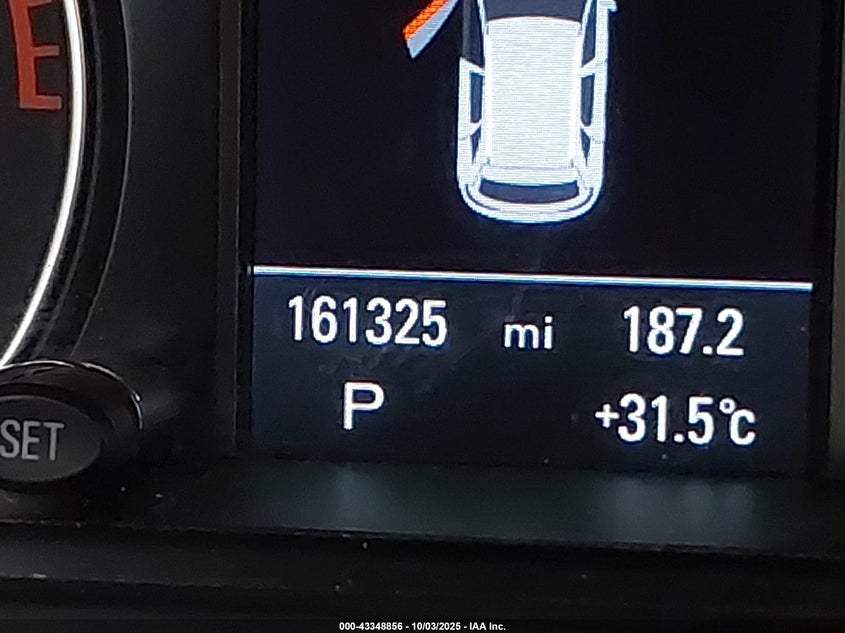 E
161325 mi 187.2
P +31.5°C
SET
000-43348856 - 10/03/2025 - IAA Inc.